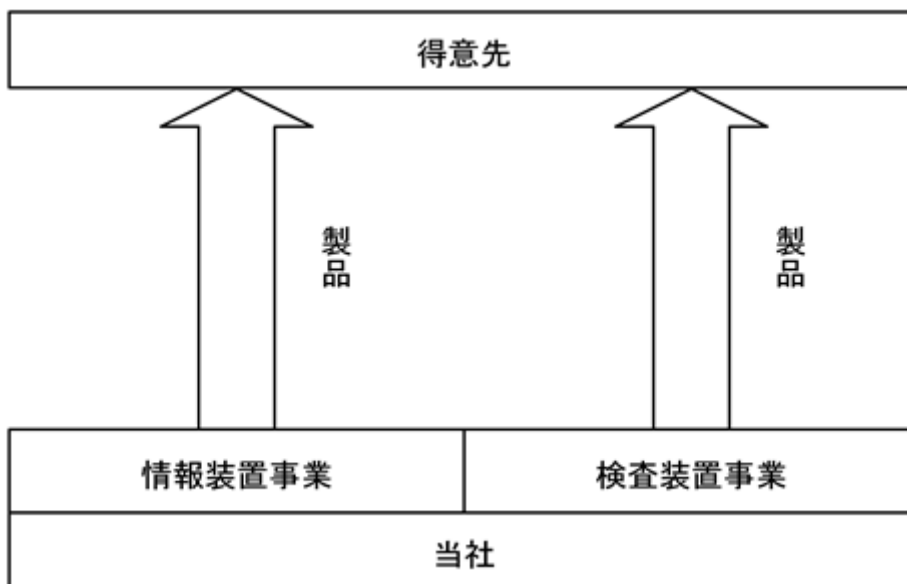 得意先
製品
製品
情報装置事業
検査装置事業
当社